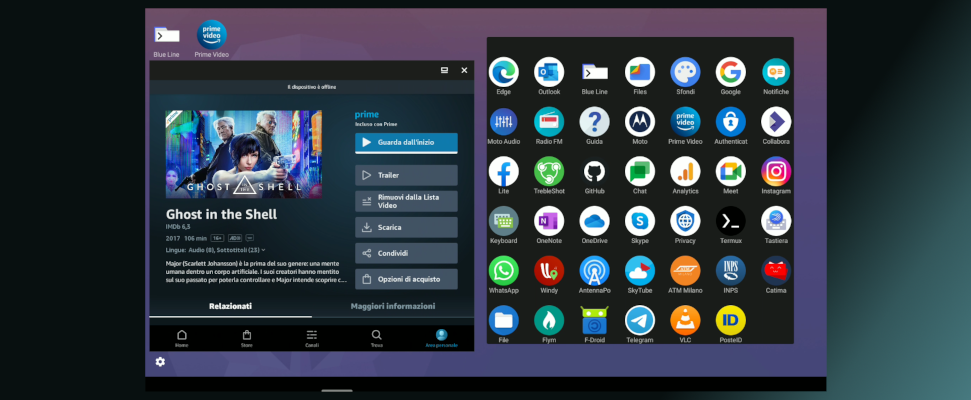 prime video
Blue Line
Prime Video
Il dispositivo è offline
GHOST IN THE SHELL
Ghost in the Shell
IMDb 6,3
2017 106 min 16+
Lingue: Audio (8), Sottotitoli (25)
Major (Scarlett Johansson) è la prima del suo genere: una mente
umana dentro un corpo artificiale. I suoi creatori hanno mentito
sul suo passato per poterla controllare e Major intende scoprire c...
prime
Incluso con Prime
Guarda dall'inizio
Trailer
Rimuovi dalla Lista
Video
Scarica
Condividi
Opzioni di acquisto
Relazionati
Maggiori informazioni
Home
Store
Canali
Trova
Area personale
Edge
Outlook
Blue Line
Files
Sfondi
Google
Notifiche
prime video
Moto Audio
Radio FM
Guida
Moto
Prime Video
Authenticat
Collabora
Lite
TrebleShot
GitHub
Chat
Analytics
Meet
Instagram
Keyboard
OneNote
OneDrive
Skype
Privacy
Termux
Tastiera
ATM
INPS
WhatsApp
Windy
AntennaPo
SkyTube
ATM Milano
INPS
Catima
ID
File
Flym
F-Droid
Telegram
VLC
PosteID